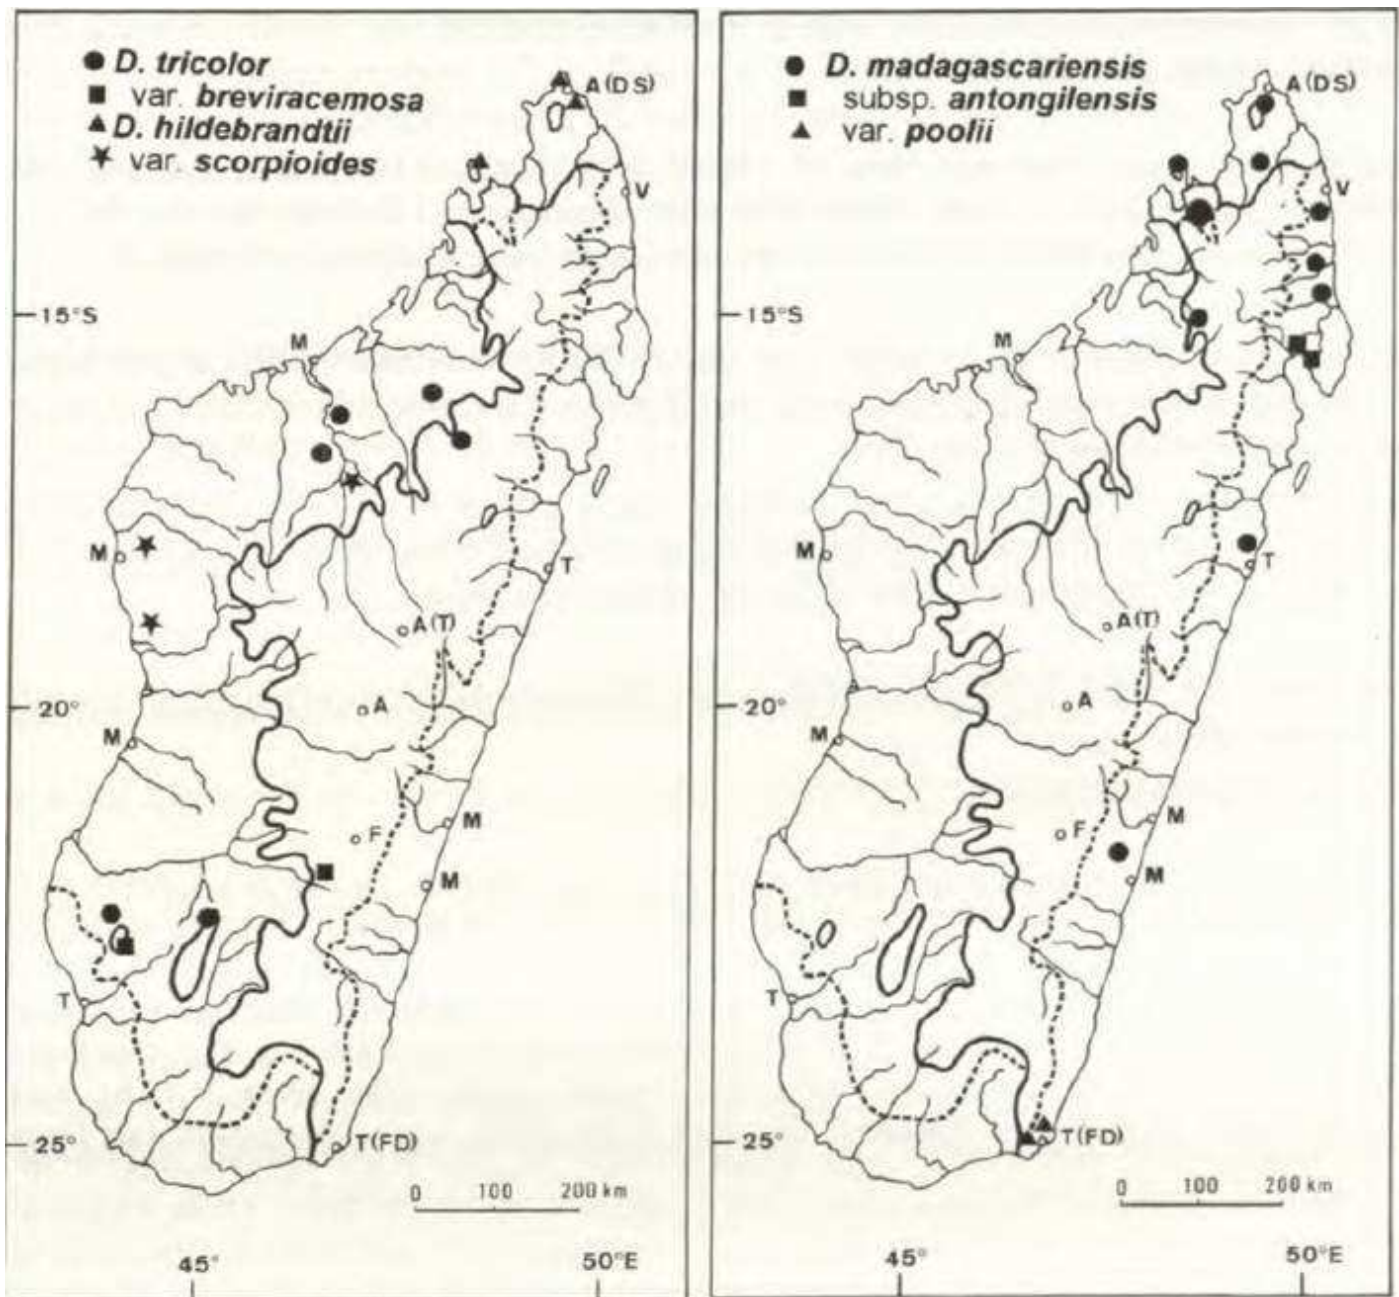 ● D. tricolor
■ var. breviracemosa
▲ D. hildebrandtii
★ var. scorpioides
A (DS)
V
15°S
M
M
T
A (T)
20°
A
M
F
M
M
T
25°
T (FD)
0 100 200 km
45°
50°E
● D. madagascariensis
■ subsp. antongilensis
▲ var. poolii
A (DS)
V
15°S
M
M
T
A (T)
20°
A
M
F
M
M
T
25°
T (FD)
0 100 200 km
45°
50°E